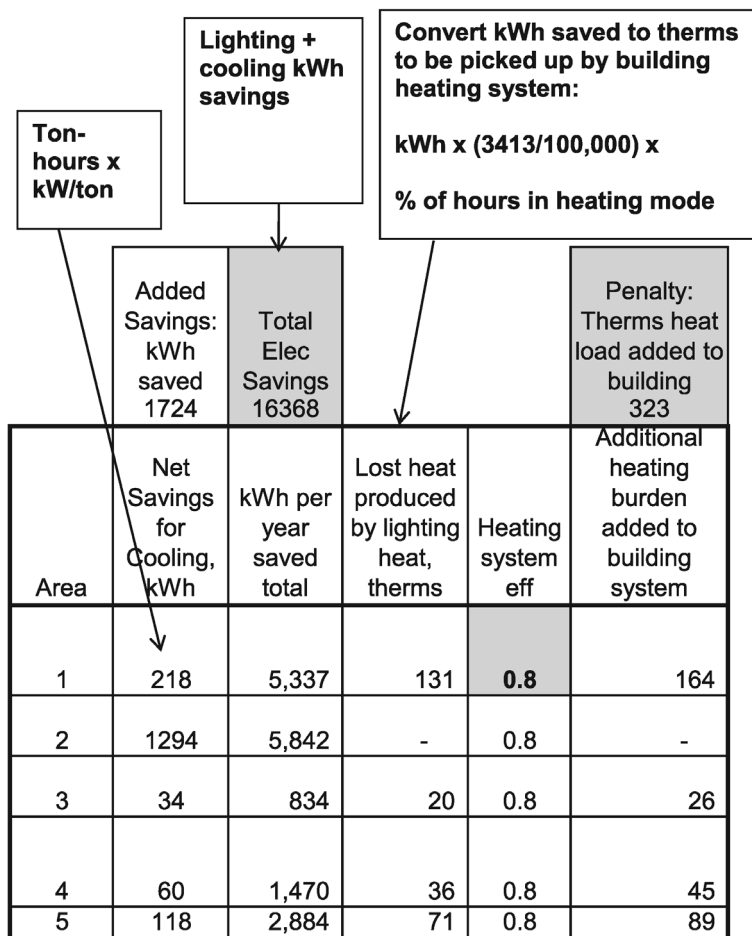 Ton-
hours x
kW/ton
Lighting +
cooling kWh
savings
Convert kWh saved to therms
to be picked up by building
heating system:
kWh x (3413/100,000) x
% of hours in heating mode
Added
Savings:
kWh
saved
1724
Total
Elec
Savings
16368
Penalty:
Therms heat
load added to
building
323
Area
Net
Savings
for
Cooling,
kWh
kWh per
year
saved
total
Lost heat
produced
by lighting
heat,
therms
Heating
system
eff
Additional
heating
burden
added to
building
system
1 218 5,337 131 0.8 164
2 1294 5,842 - 0.8 -
3 34 834 20 0.8 26
4 60 1,470 36 0.8 45
5 118 2,884 71 0.8 89